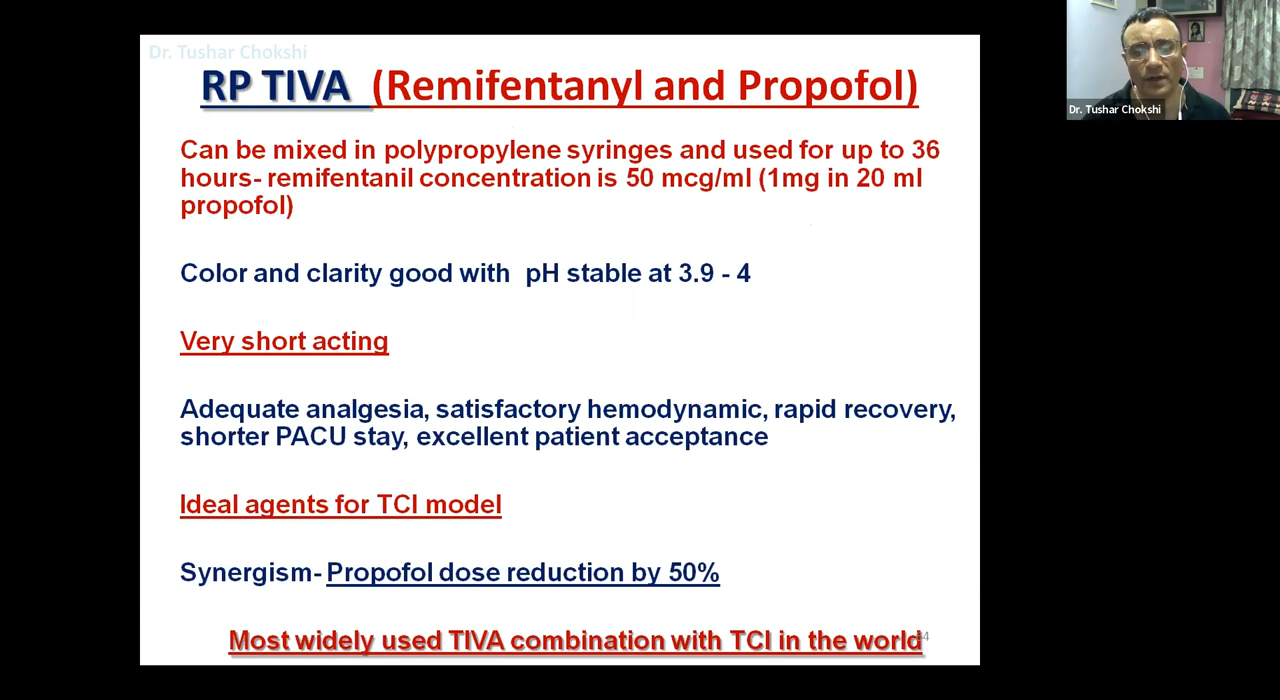 Dr. Tushar Chokshi
RP TIVA (Remifentanyl and Propofol)
Can be mixed in polypropylene syringes and used for up to 36
hours- remifentanil concentration is 50 mcg/ml (1mg in 20 ml
propofol)
Color and clarity good with pH stable at 3.9 - 4
Very short acting
Adequate analgesia, satisfactory hemodynamic, rapid recovery,
shorter PACU stay, excellent patient acceptance
Ideal agents for TCI model
Synergism- Propofol dose reduction by 50%
Most widely used TIVA combination with TCI in the world
Dr. Tushar Chokshi